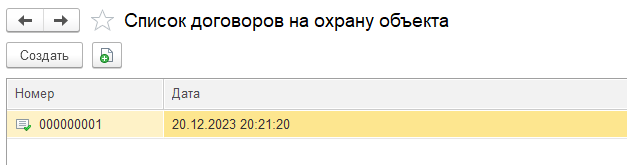 Список договоров на охрану объекта
Создать
Номер Дата
000000001 20.12.2023 20:21:20